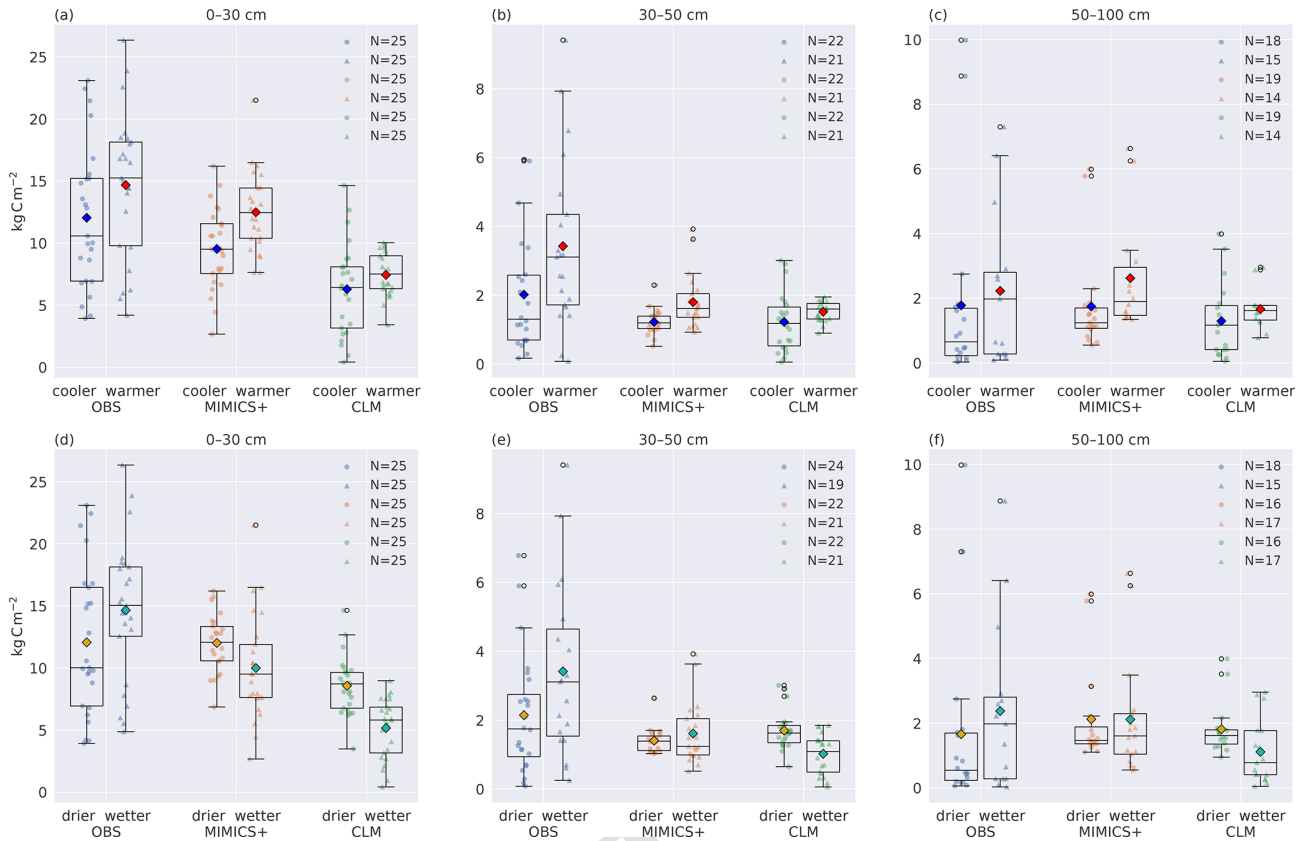 (a) 0–30 cm
(b) 30–50 cm
(c) 50–100 cm
kg C m−2
25
20
15
10
5
0
N=25
N=25
N=25
N=25
N=25
N=25
cooler warmer cooler warmer cooler warmer
OBS MIMICS+ CLM
8
6
4
2
0
N=22
N=21
N=22
N=21
N=22
N=21
cooler warmer cooler warmer cooler warmer
OBS MIMICS+ CLM
10
8
6
4
2
0
N=18
N=15
N=19
N=14
N=19
N=14
cooler warmer cooler warmer cooler warmer
OBS MIMICS+ CLM
(d) 0–30 cm
(e) 30–50 cm
(f) 50–100 cm
kg C m−2
25
20
15
10
5
0
N=25
N=25
N=25
N=25
N=25
N=25
drier wetter drier wetter drier wetter
OBS MIMICS+ CLM
8
6
4
2
0
N=24
N=19
N=22
N=21
N=22
N=21
drier wetter drier wetter drier wetter
OBS MIMICS+ CLM
10
8
6
4
2
0
N=18
N=15
N=16
N=17
N=16
N=17
drier wetter drier wetter drier wetter
OBS MIMICS+ CLM